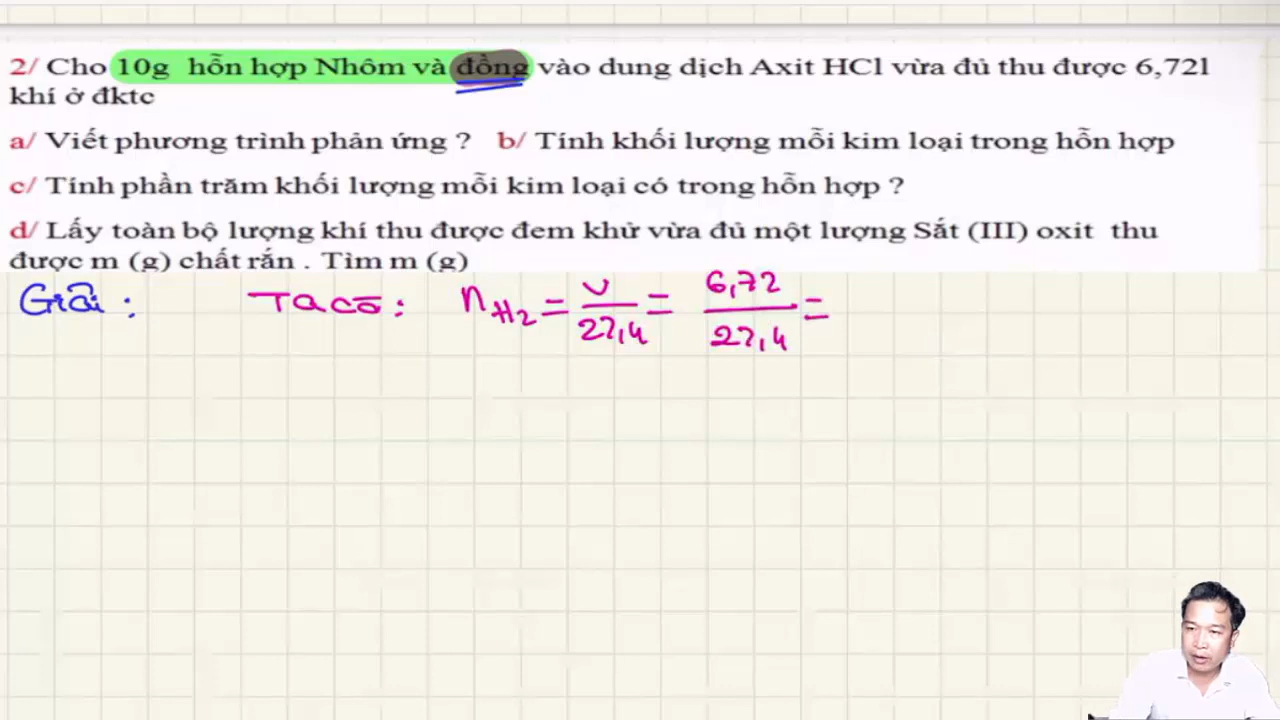 2/ Cho 10g hỗn hợp Nhôm và đồng vào dung dịch Axit HCl vừa đủ thu được 6,72l
khí ở đktc
a/ Viết phương trình phản ứng ? b/ Tính khối lượng mỗi kim loại trong hỗn hợp
c/ Tính phần trăm khối lượng mỗi kim loại có trong hỗn hợp ?
d/ Lấy toàn bộ lượng khí thu được đem khử vừa đủ một lượng Sắt (III) oxit thu
được m (g) chất rắn . Tìm m (g)
Giải : Ta có : n H2 = V / 22,4 = 6,72 / 22,4 =